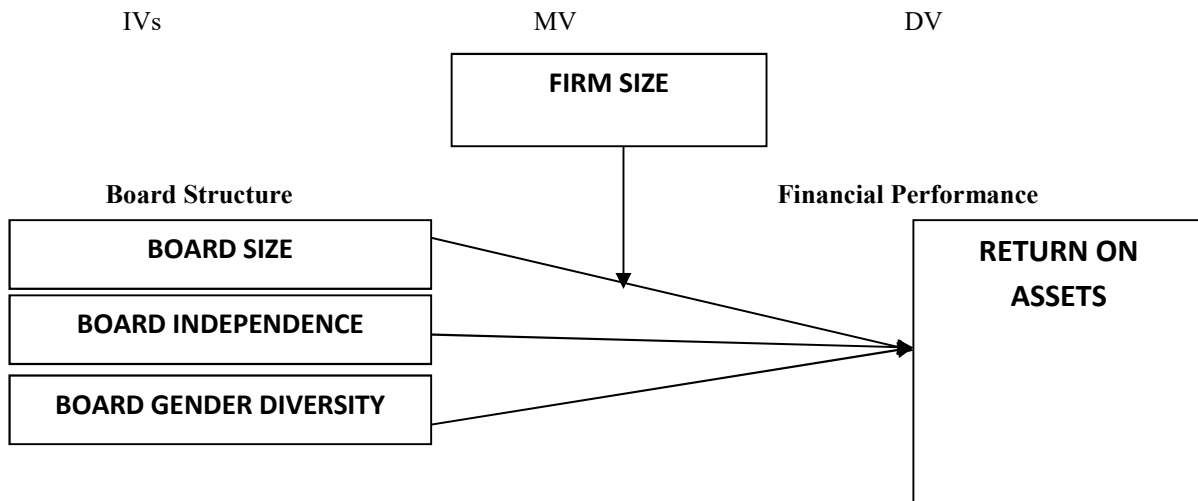 IVs MV DV
FIRM SIZE
Board Structure Financial Performance
BOARD SIZE
RETURN ON
ASSETS
BOARD INDEPENDENCE
BOARD GENDER DIVERSITY